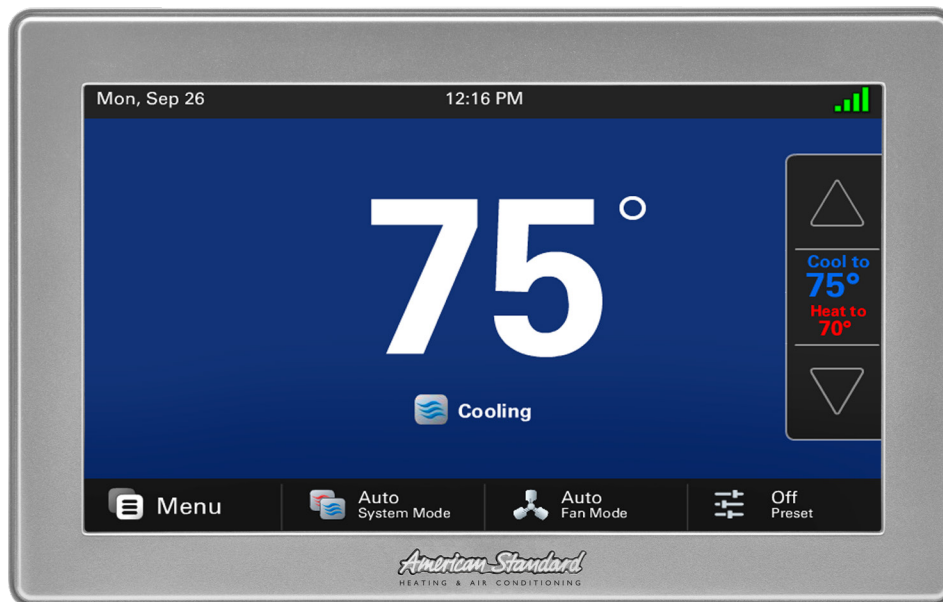 Mon, Sep 26 12:16 PM
75°
Cool to
75°
Heat to
70°
Cooling
Menu
Auto
System Mode
Auto
Fan Mode
Off
Preset
American Standard
HEATING & AIR CONDITIONING